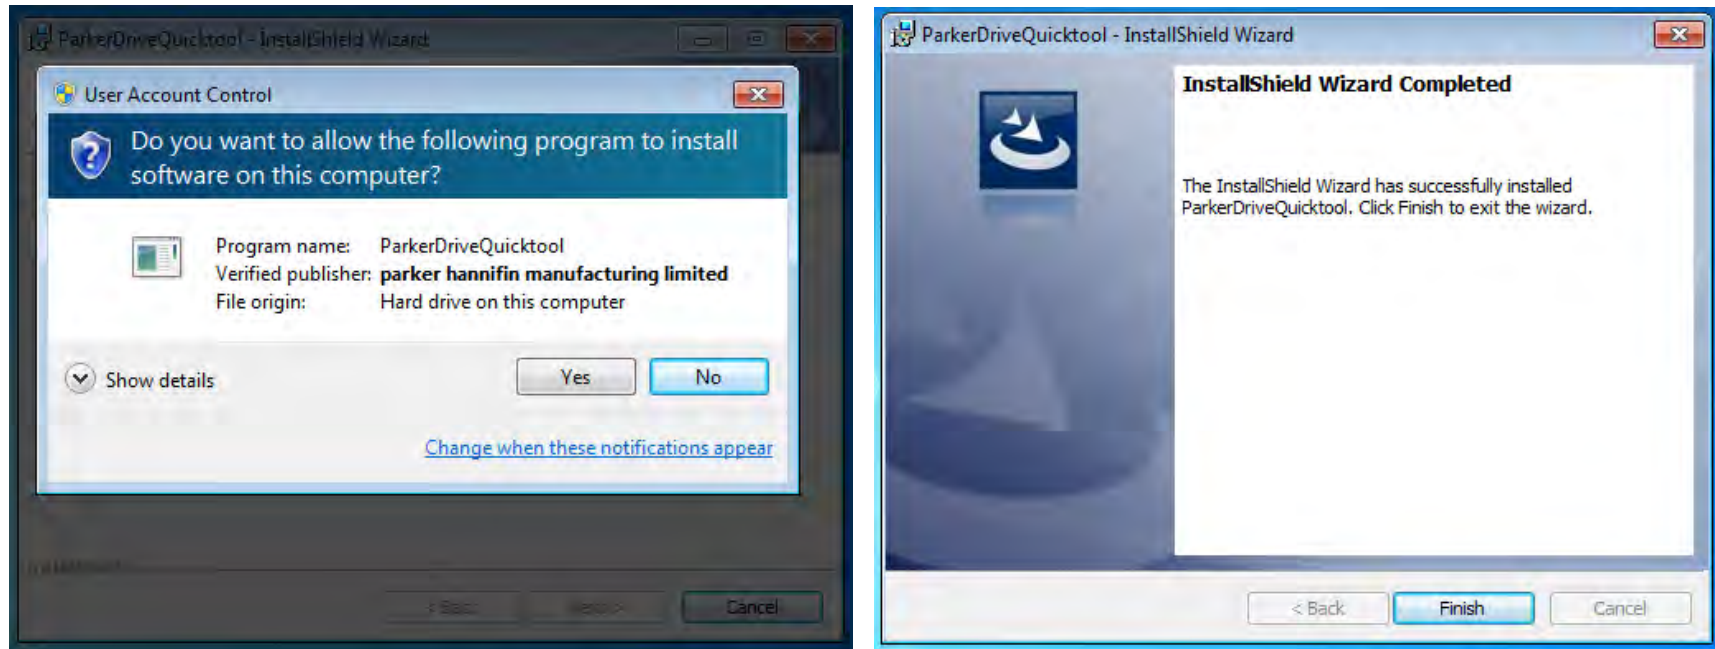 ParkerDriveQuicktool - InstallShield Wizard
User Account Control
Do you want to allow the following program to install
software on this computer?
Program name: ParkerDriveQuicktool
Verified publisher: parker hannifin manufacturing limited
File origin: Hard drive on this computer
Show details
Yes
No
Change when these notifications appear
InstallShield
< Back
Next >
Cancel
ParkerDriveQuicktool - InstallShield Wizard
InstallShield Wizard Completed
The InstallShield Wizard has successfully installed
ParkerDriveQuicktool. Click Finish to exit the wizard.
< Back
Finish
Cancel